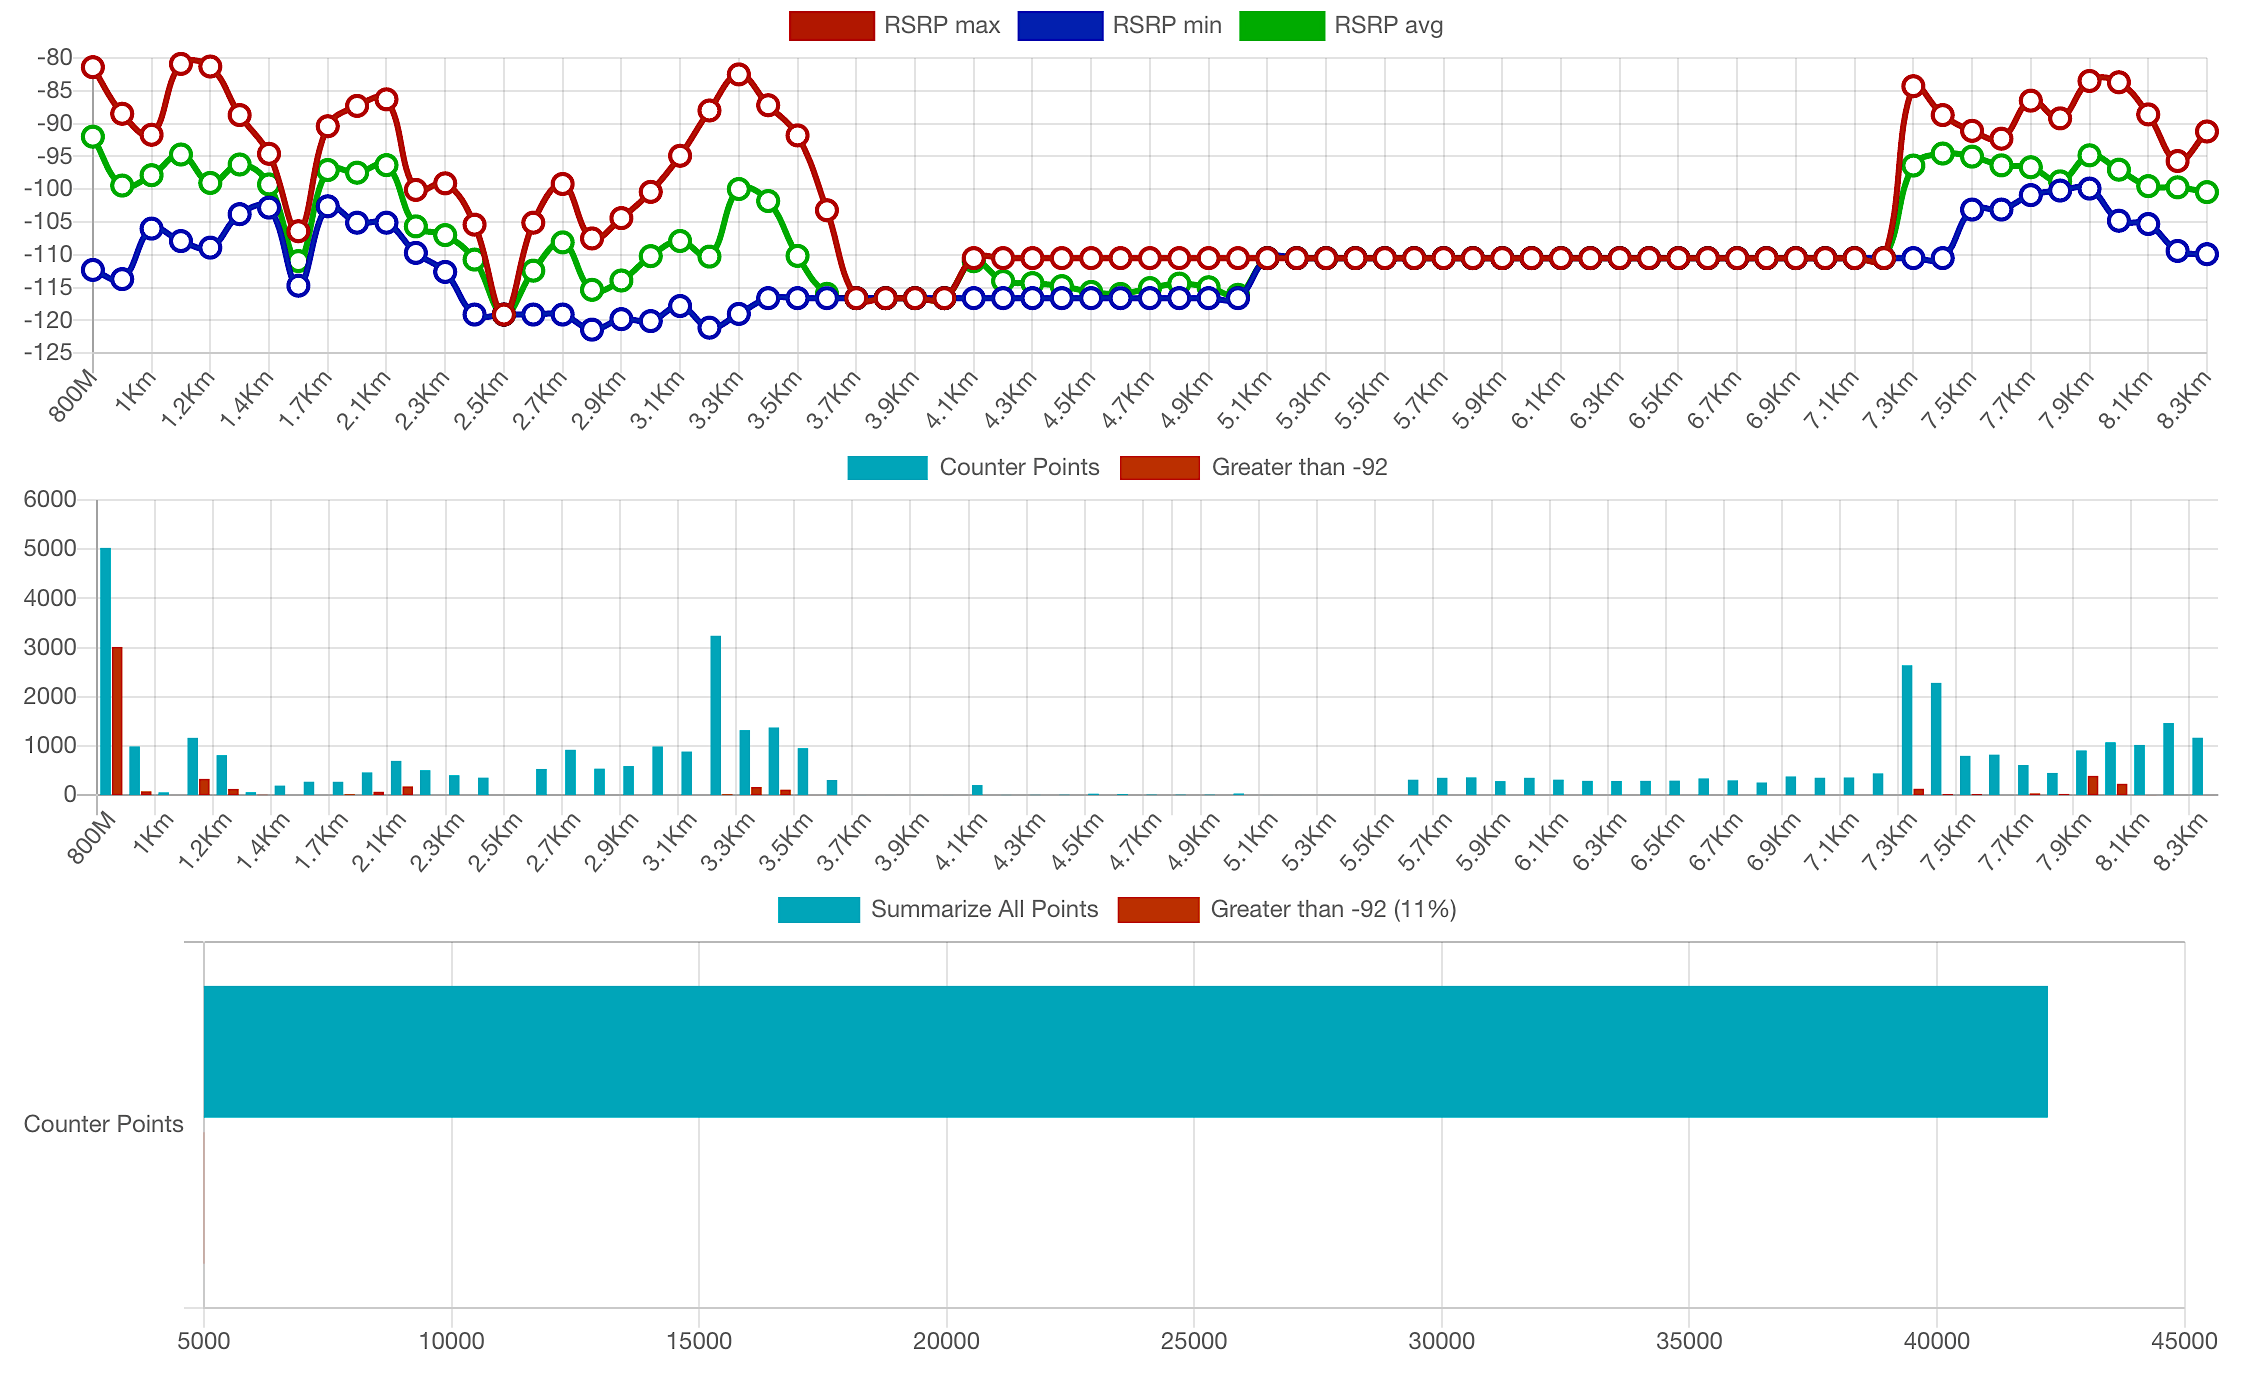 RSRP max RSRP min RSRP avg
-80
-85
-90
-95
-100
-105
-110
-115
-120
-125
800M 1Km 1.2Km 1.4Km 1.7Km 2.1Km 2.3Km 2.5Km 2.7Km 2.9Km 3.1Km 3.3Km 3.5Km 3.7Km 3.9Km 4.1Km 4.3Km 4.5Km 4.7Km 4.9Km 5.1Km 5.3Km 5.5Km 5.7Km 5.9Km 6.1Km 6.3Km 6.5Km 6.7Km 6.9Km 7.1Km 7.3Km 7.5Km 7.7Km 7.9Km 8.1Km 8.3Km
Counter Points Greater than -92
6000
5000
4000
3000
2000
1000
0
800M 1Km 1.2Km 1.4Km 1.7Km 2.1Km 2.3Km 2.5Km 2.7Km 2.9Km 3.1Km 3.3Km 3.5Km 3.7Km 3.9Km 4.1Km 4.3Km 4.5Km 4.7Km 4.9Km 5.1Km 5.3Km 5.5Km 5.7Km 5.9Km 6.1Km 6.3Km 6.5Km 6.7Km 6.9Km 7.1Km 7.3Km 7.5Km 7.7Km 7.9Km 8.1Km 8.3Km
Summarize All Points Greater than -92 (11%)
Counter Points
5000 10000 15000 20000 25000 30000 35000 40000 45000